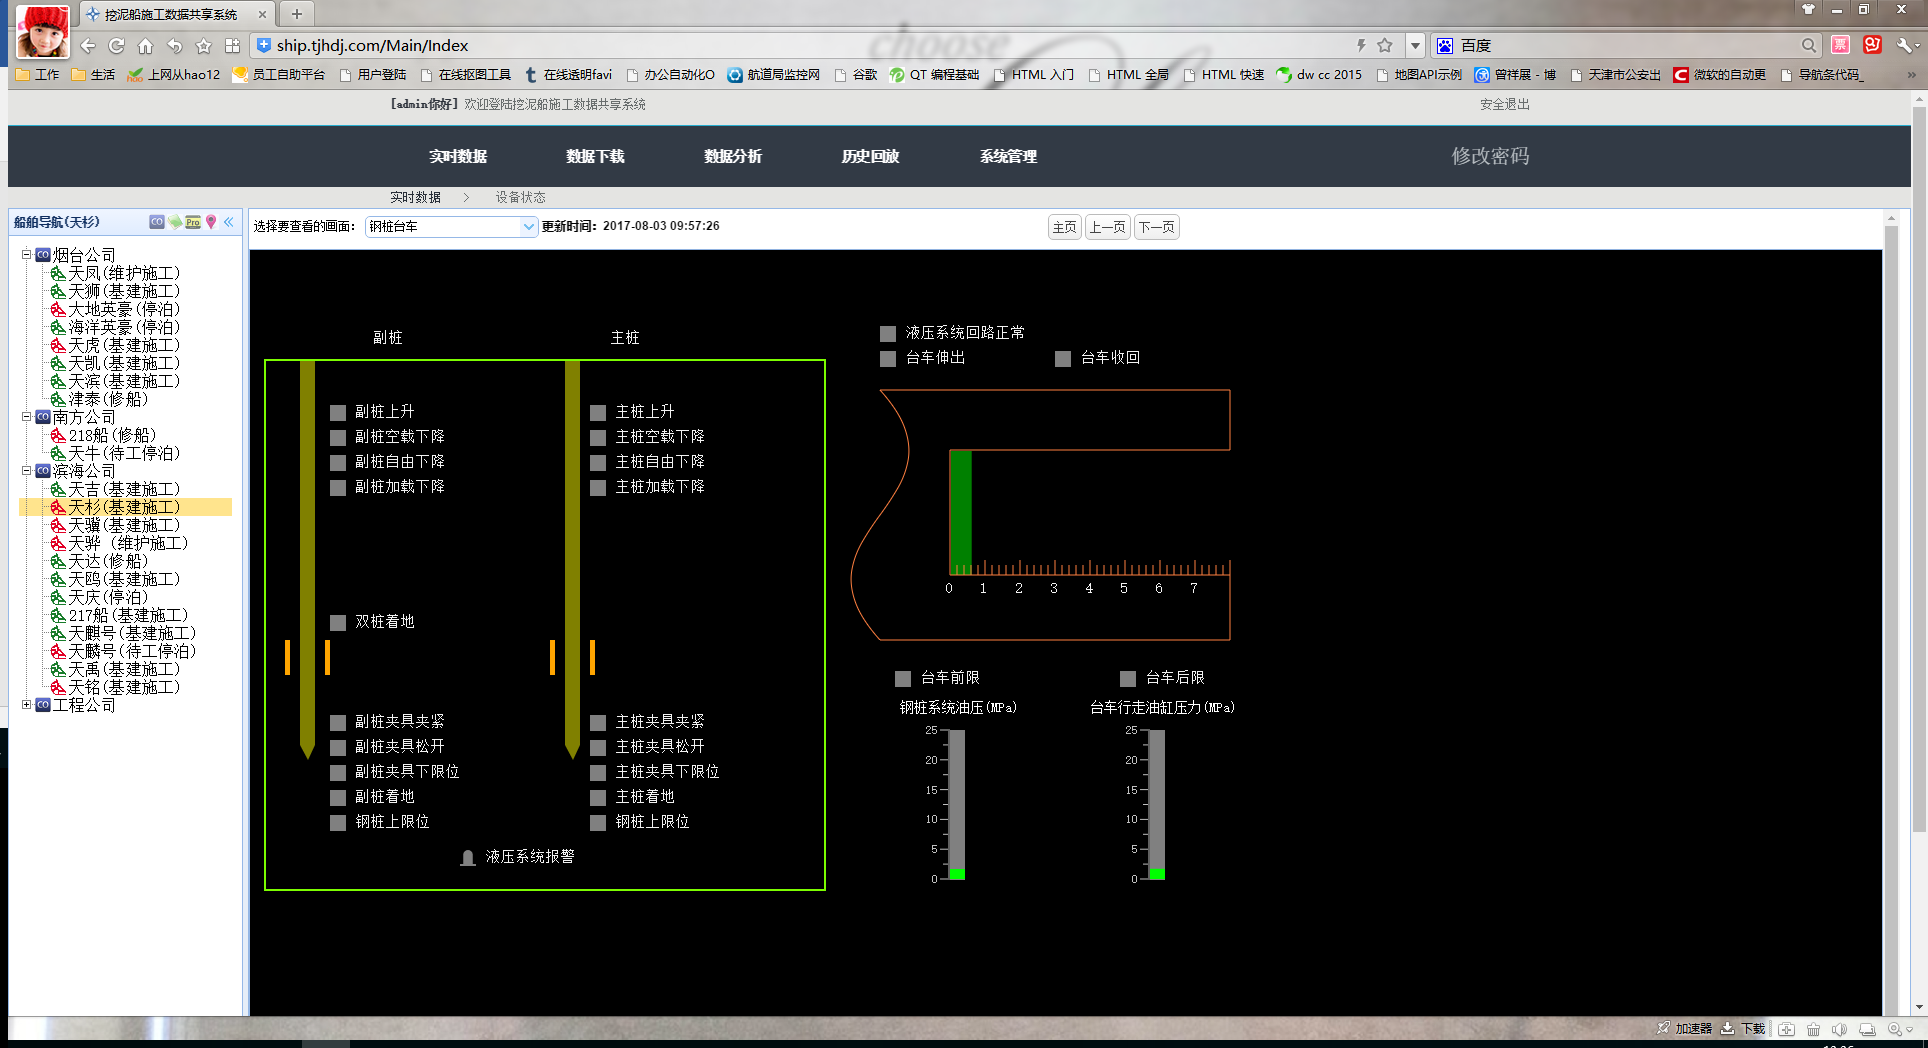 挖泥船施工数据共享系统
choose
ship.tjhdj.com/Main/Index
百度
票
工作 生活 上网从hao12 员工自助平台 用户登陆 在线抠图工具 在线透明favi 办公自动化O 航道局监控网 谷歌 QT 编程基础 HTML 入门 HTML 全局 HTML 快速 dw cc 2015 地图API示例 曾祥展 - 博 天津市公安出 微软的自动更 导航条代码_
[admin你好] 欢迎登陆挖泥船施工数据共享系统 安全退出
实时数据 数据下载 数据分析 历史回放 系统管理 修改密码
实时数据 > 设备状态
船舶导航(天杉) CO Pro
选择要查看的画面: 钢桩台车 更新时间: 2017-08-03 09:57:26 主页 上一页 下一页
烟台公司
天凤(维护施工)
天狮(基建施工)
大地英豪(停泊)
海洋英豪(停泊)
天虎(基建施工)
天凯(基建施工)
天滨(基建施工)
津泰(修船)
南方公司
218船(修船)
天牛(待工停泊)
滨海公司
天吉(基建施工)
天杉(基建施工)
天骥(基建施工)
天骅 (维护施工)
天达(修船)
天鸥(基建施工)
天庆(停泊)
217船(基建施工)
天麒号(基建施工)
天麟号(待工停泊)
天禹(基建施工)
天铭(基建施工)
工程公司
副桩 主桩
副桩上升 主桩上升
副桩空载下降 主桩空载下降
副桩自由下降 主桩自由下降
副桩加载下降 主桩加载下降
双桩着地
副桩夹具夹紧 主桩夹具夹紧
副桩夹具松开 主桩夹具松开
副桩夹具下限位 主桩夹具下限位
副桩着地 主桩着地
钢桩上限位 钢桩上限位
液压系统报警
液压系统回路正常
台车伸出 台车收回
0 1 2 3 4 5 6 7
台车前限 台车后限
钢桩系统油压(MPa) 台车行走油缸压力(MPa)
25 25
20 20
15 15
10 10
5 5
0 0
加速器 下载